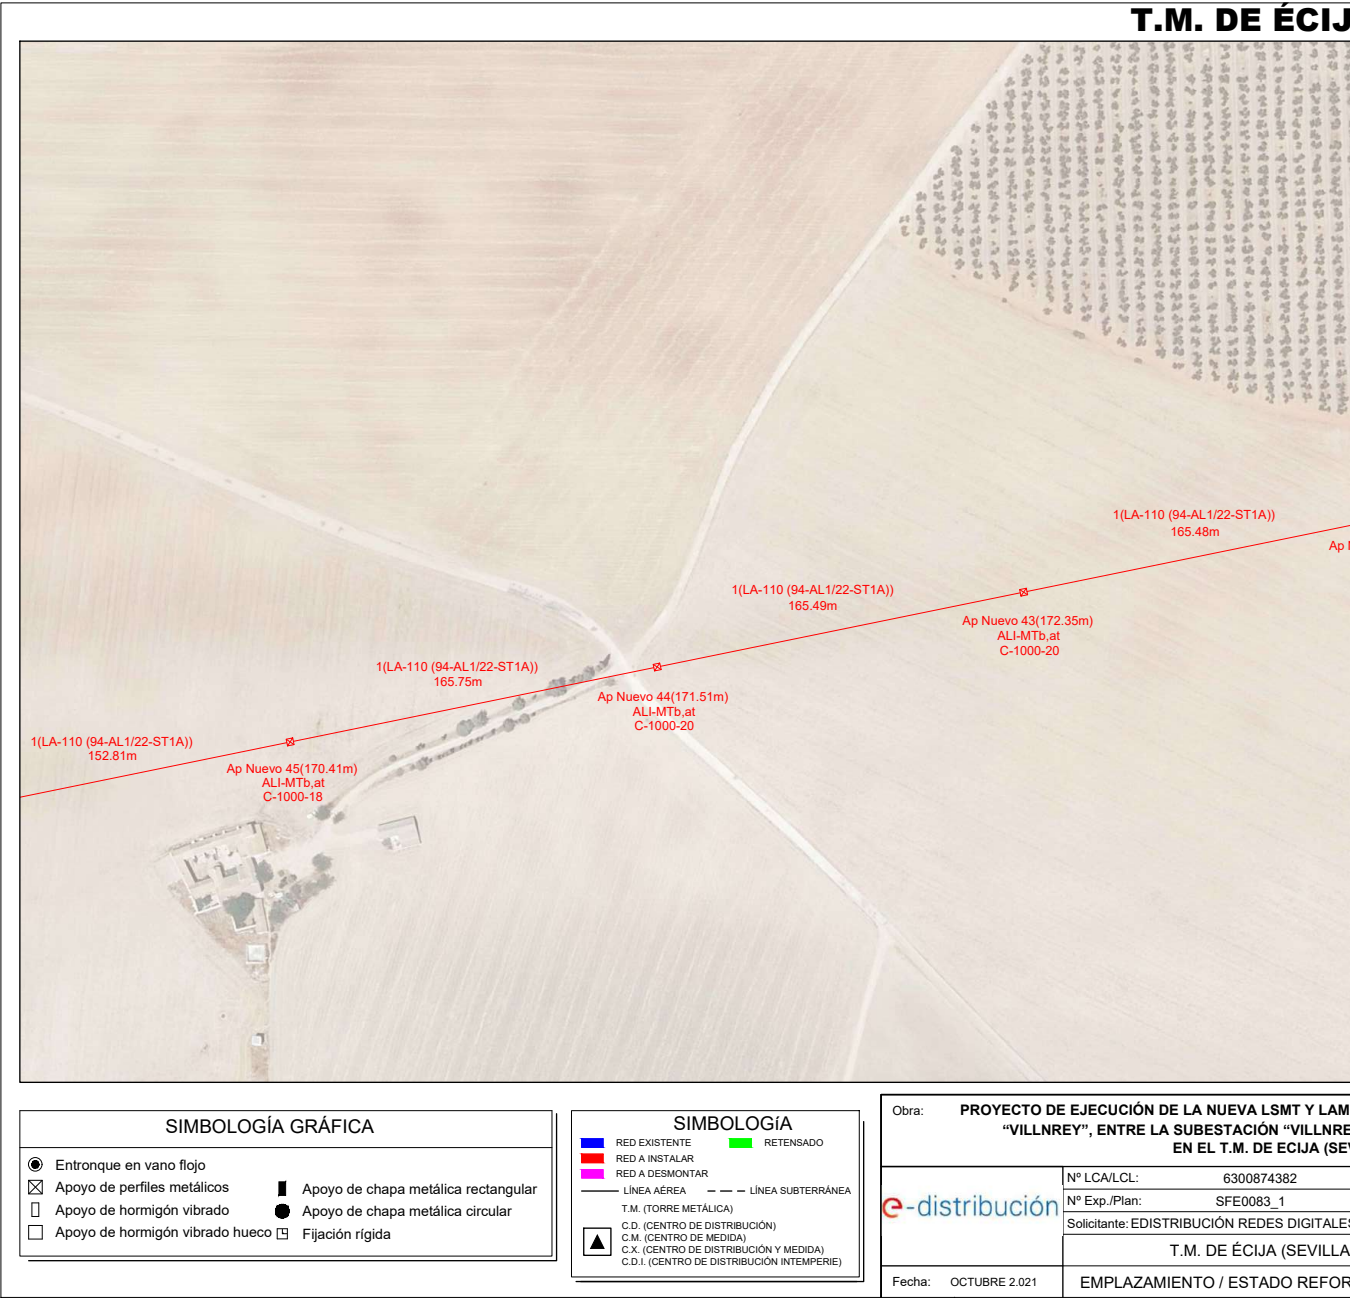 T.M. DE ÉCIJ
1(LA-110 (94-AL1/22-ST1A))
165.48m
Ap
1(LA-110 (94-AL1/22-ST1A))
165.49m
Ap Nuevo 43(172.35m)
ALI-MTb,at
C-1000-20
1(LA-110 (94-AL1/22-ST1A))
165.75m
Ap Nuevo 44(171.51m)
ALI-MTb,at
C-1000-20
1(LA-110 (94-AL1/22-ST1A))
152.81m
Ap Nuevo 45(170.41m)
ALI-MTb,at
C-1000-18
SIMBOLOGÍA GRÁFICA
Entronque en vano flojo
Apoyo de perfiles metálicos
Apoyo de hormigón vibrado
Apoyo de hormigón vibrado hueco
Apoyo de chapa metálica rectangular
Apoyo de chapa metálica circular
Fijación rígida
SIMBOLOGíA
RED EXISTENTE
RETENSADO
RED A INSTALAR
RED A DESMONTAR
LÍNEA AÉREA
LÍNEA SUBTERRÁNEA
T.M. (TORRE METÁLICA)
C.D. (CENTRO DE DISTRIBUCIÓN)
C.M. (CENTRO DE MEDIDA)
C.X. (CENTRO DE DISTRIBUCIÓN Y MEDIDA)
C.D.I. (CENTRO DE DISTRIBUCIÓN INTEMPERIE)
Obra: PROYECTO DE EJECUCIÓN DE LA NUEVA LSMT Y LAM
“VILLNREY”, ENTRE LA SUBESTACIÓN “VILLNRE
EN EL T.M. DE ECIJA (SE
e-distribución
Nº LCA/LCL: 6300874382
Nº Exp./Plan: SFE0083_1
Solicitante: EDISTRIBUCIÓN REDES DIGITALES
T.M. DE ÉCIJA (SEVILLA
Fecha: OCTUBRE 2.021
EMPLAZAMIENTO / ESTADO REFOR